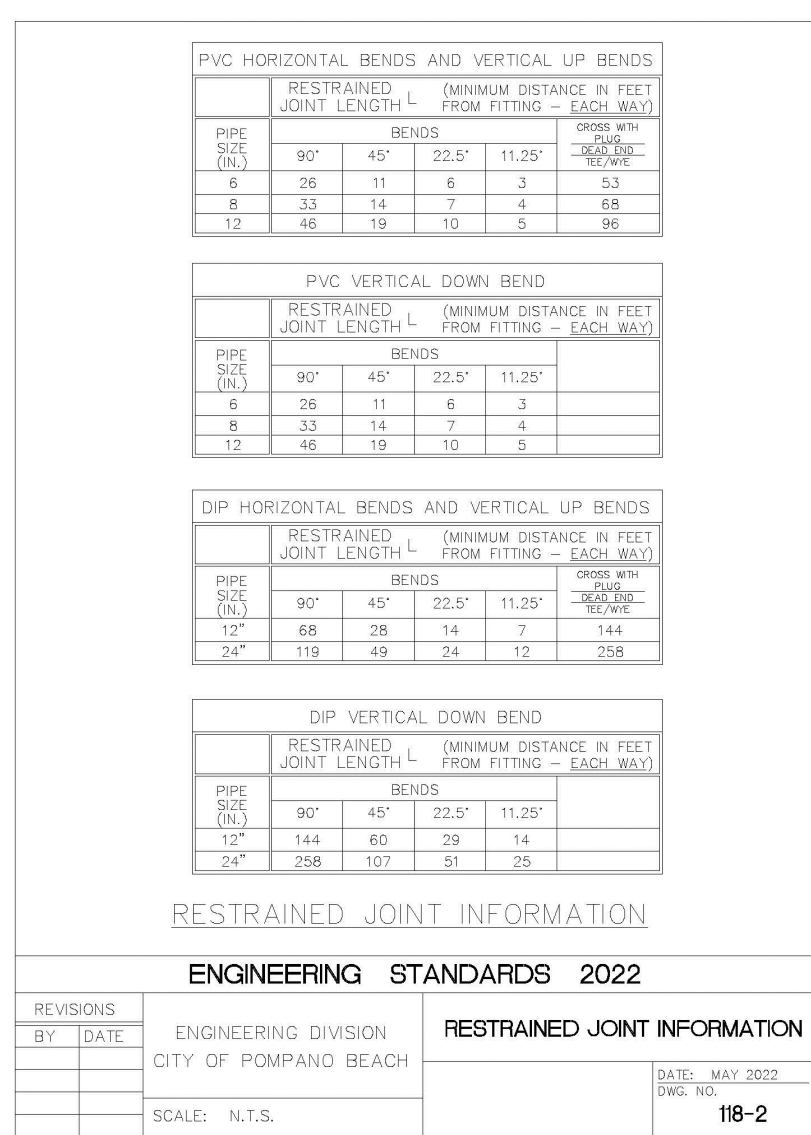 PVC HORIZONTAL BENDS AND VERTICAL UP BENDS
RESTRAINED JOINT LENGTH L (MINIMUM DISTANCE IN FEET FROM FITTING – EACH WAY)
PIPE SIZE (IN.) BENDS CROSS WITH PLUG DEAD END TEE/WYE
90° 45° 22.5° 11.25°
6 26 11 6 3 53
8 33 14 7 4 68
12 46 19 10 5 96
PVC VERTICAL DOWN BEND
RESTRAINED JOINT LENGTH L (MINIMUM DISTANCE IN FEET FROM FITTING – EACH WAY)
PIPE SIZE (IN.) BENDS
90° 45° 22.5° 11.25°
6 26 11 6 3
8 33 14 7 4
12 46 19 10 5
DIP HORIZONTAL BENDS AND VERTICAL UP BENDS
RESTRAINED JOINT LENGTH L (MINIMUM DISTANCE IN FEET FROM FITTING – EACH WAY)
PIPE SIZE (IN.) BENDS CROSS WITH PLUG DEAD END TEE/WYE
90° 45° 22.5° 11.25°
12" 68 28 14 7 144
24" 119 49 24 12 258
DIP VERTICAL DOWN BEND
RESTRAINED JOINT LENGTH L (MINIMUM DISTANCE IN FEET FROM FITTING – EACH WAY)
PIPE SIZE (IN.) BENDS
90° 45° 22.5° 11.25°
12" 144 60 29 14
24" 258 107 51 25
RESTRAINED JOINT INFORMATION
ENGINEERING STANDARDS 2022
REVISIONS
BY DATE
ENGINEERING DIVISION
CITY OF POMPANO BEACH
SCALE: N.T.S.
RESTRAINED JOINT INFORMATION
DATE: MAY 2022
DWG. NO.
118-2